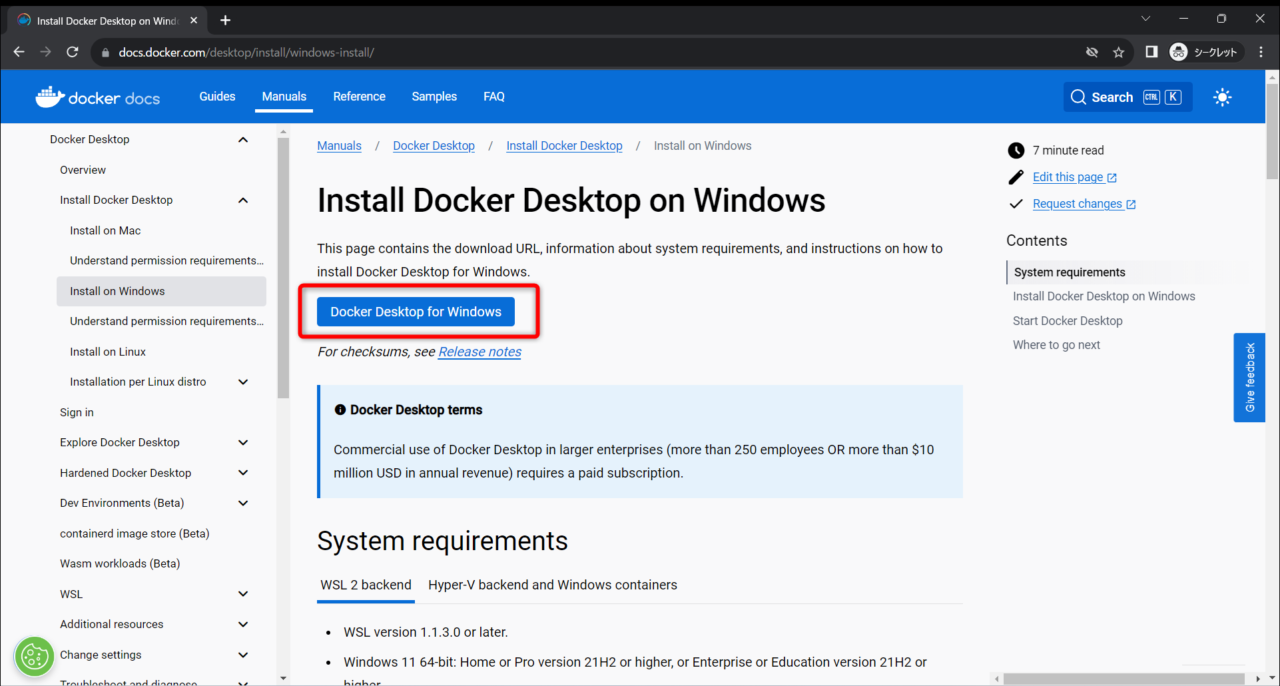 Install Docker Desktop on Wind
docs.docker.com/desktop/install/windows-install/
シークレット
docker docs
Guides
Manuals
Reference
Samples
FAQ
Search
CTRL
K
Docker Desktop
Overview
Install Docker Desktop
Install on Mac
Understand permission requirements...
Install on Windows
Understand permission requirements...
Install on Linux
Installation per Linux distro
Sign in
Explore Docker Desktop
Hardened Docker Desktop
Dev Environments (Beta)
containerd image store (Beta)
Wasm workloads (Beta)
WSL
Additional resources
Change settings
Troubleshoot and diagnose
Manuals / Docker Desktop / Install Docker Desktop / Install on Windows
Install Docker Desktop on Windows
This page contains the download URL, information about system requirements, and instructions on how to
install Docker Desktop for Windows.
Docker Desktop for Windows
For checksums, see Release notes
Docker Desktop terms
Commercial use of Docker Desktop in larger enterprises (more than 250 employees OR more than $10
million USD in annual revenue) requires a paid subscription.
System requirements
WSL 2 backend
Hyper-V backend and Windows containers
• WSL version 1.1.3.0 or later.
• Windows 11 64-bit: Home or Pro version 21H2 or higher, or Enterprise or Education version 21H2 or
higher.
7 minute read
Edit this page
Request changes
Contents
System requirements
Install Docker Desktop on Windows
Start Docker Desktop
Where to go next
Give feedback